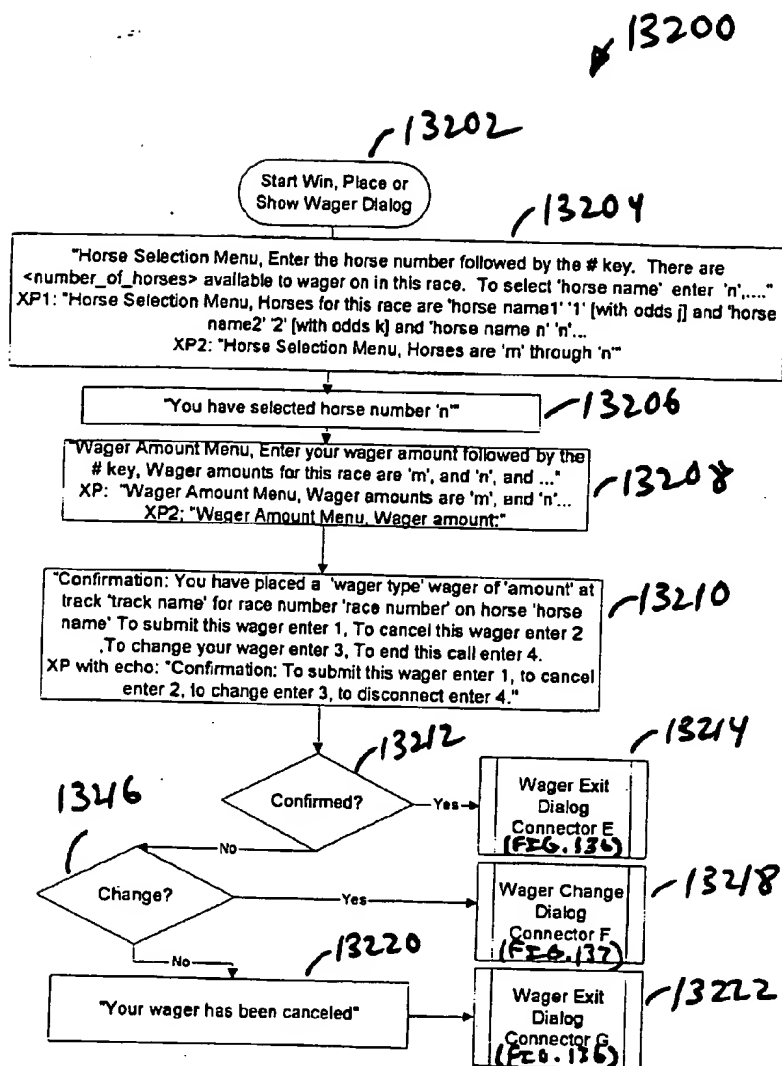 13200
13202
Start Win, Place or
Show Wager Dialog
13204
"Horse Selection Menu, Enter the horse number followed by the # key. There are
<number_of_horses> available to wager on in this race. To select 'horse name' enter 'n',...."
XP1: "Horse Selection Menu, Horses for this race are 'horse name1' '1' [with odds j] and 'horse
name2' '2' [with odds k] and 'horse name n' 'n'...
XP2: "Horse Selection Menu, Horses are 'm' through 'n'"
"You have selected horse number 'n'"
13206
"Wager Amount Menu, Enter your wager amount followed by the
# key, Wager amounts for this race are 'm', and 'n', and ..."
XP: "Wager Amount Menu, Wager amounts are 'm', and 'n'...
XP2; "Wager Amount Menu, Wager amount:"
13208
"Confirmation: You have placed a 'wager type' wager of 'amount' at
track 'track name' for race number 'race number' on horse 'horse
name' To submit this wager enter 1, To cancel this wager enter 2
,To change your wager enter 3, To end this call enter 4.
XP with echo: "Confirmation: To submit this wager enter 1, to cancel
enter 2, to change enter 3, to disconnect enter 4."
13210
13212
Confirmed?
Yes
13214
Wager Exit
Dialog
Connector E
(FIG. 136)
No
13216
Change?
Yes
Wager Change
Dialog
Connector F
(FIG. 137)
13218
No
13220
"Your wager has been canceled"
Wager Exit
Dialog
Connector G
(FIG. 136)
13222